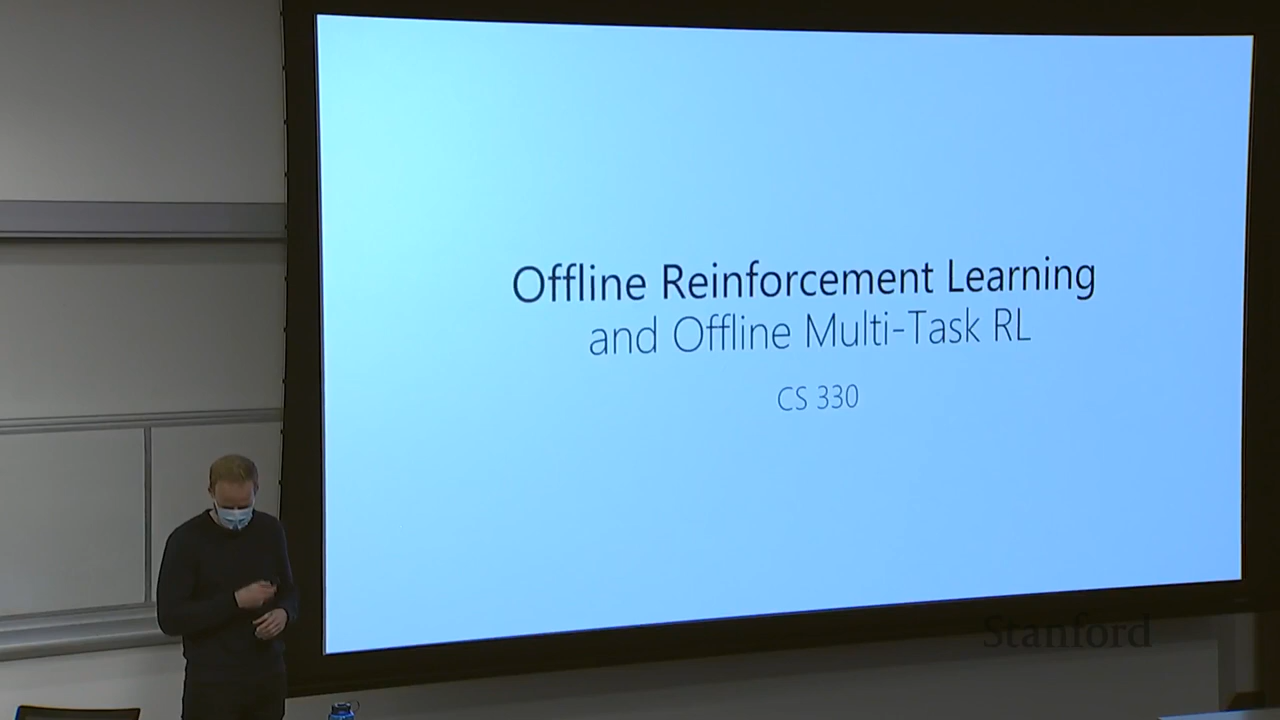 Offline Reinforcement Learning
and Offline Multi-Task RL
CS 330
Stanford